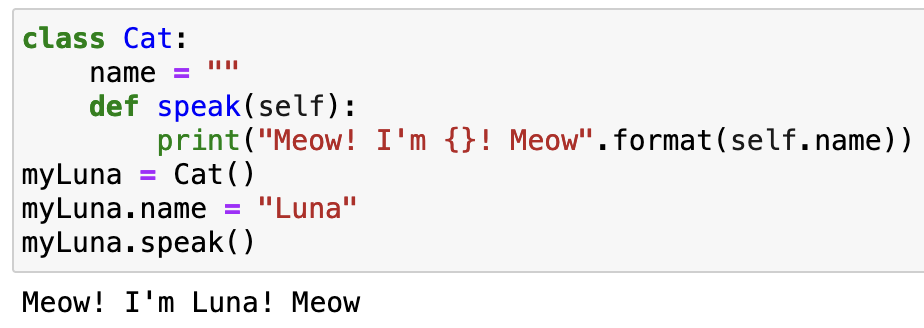 class Cat:
    name = ""
    def speak(self):
        print("Meow! I'm {}! Meow".format(self.name))
myLuna = Cat()
myLuna.name = "Luna"
myLuna.speak()
Meow! I'm Luna! Meow